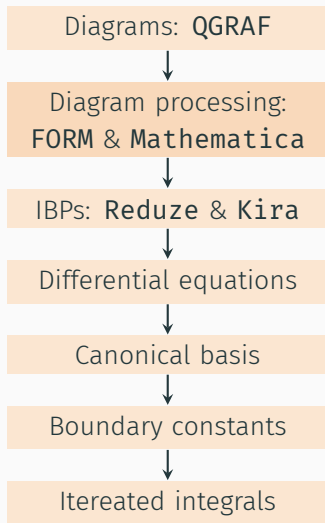 Diagrams: QGRAF
Diagram processing:
FORM & Mathematica
IBPs: Reduze & Kira
Differential equations
Canonical basis
Boundary constants
Itereated integrals